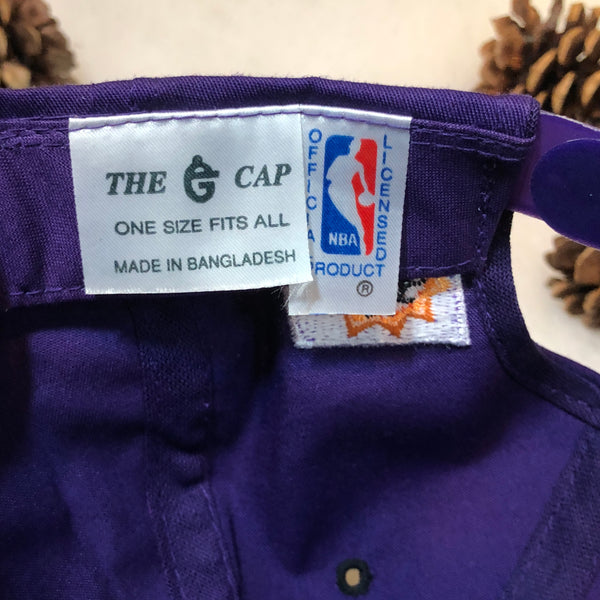 THE G CAP
ONE SIZE FITS ALL
MADE IN BANGLADESH
OFFICIAL
LICENSED
NBA
PRODUCT
®